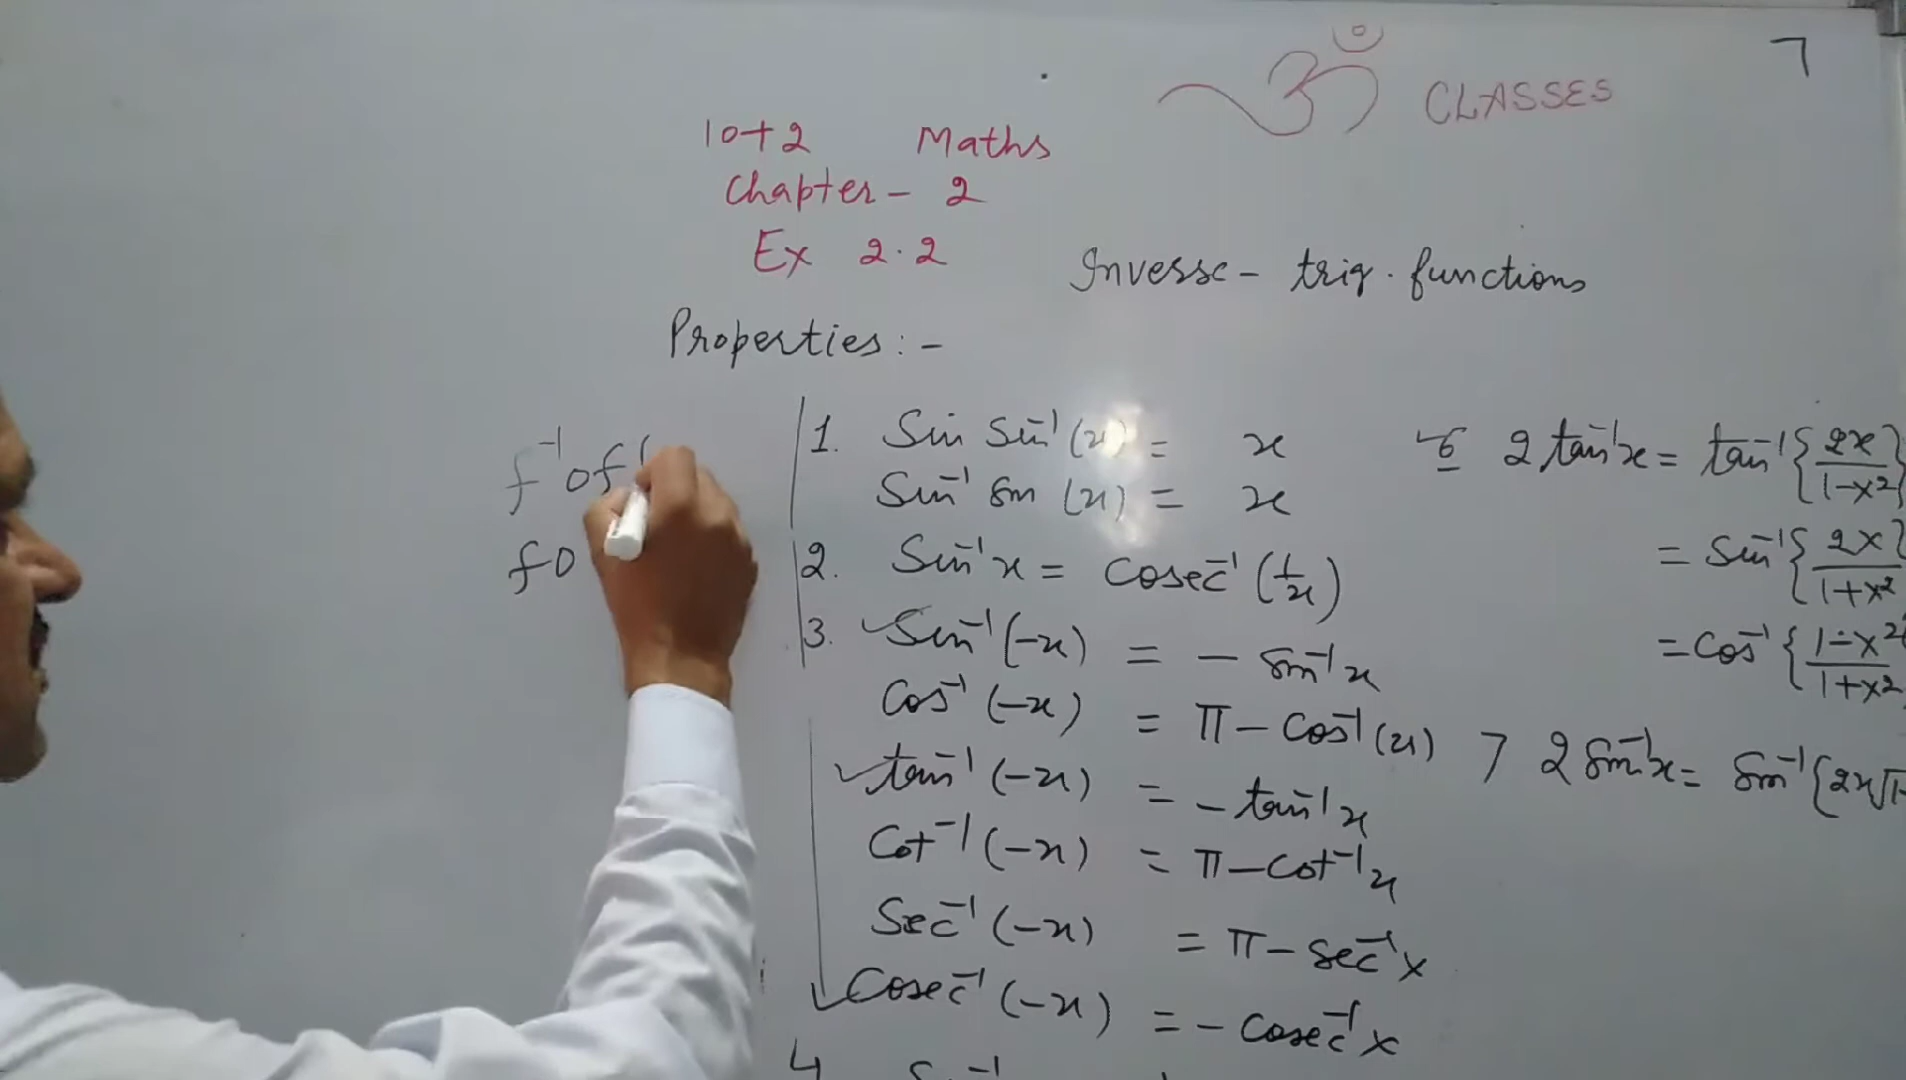 7
ॐ CLASSES
10+2 Maths
Chapter - 2
Ex 2.2
Inverse - trig. functions
Properties : -
f⁻¹of(
fo
1. Sin Sin⁻¹(x) = x
Sin⁻¹ Sin (x) = x
2. Sin⁻¹x = Cosec⁻¹(1/x)
3. ✓Sin⁻¹(-x) = - Sin⁻¹x
Cos⁻¹(-x) = π - Cos⁻¹(x)
✓tan⁻¹(-x) = - tan⁻¹x
Cot⁻¹(-x) = π - Cot⁻¹x
Sec⁻¹(-x) = π - Sec⁻¹x
✓Cosec⁻¹(-x) = - Cosec⁻¹x
4
6 2 tan⁻¹x = tan⁻¹{2x/1-x²}
= Sin⁻¹{2x/1+x²
= Cos⁻¹{1-x²/1+x²
7 2 Sin⁻¹x = Sin⁻¹{2x√1-